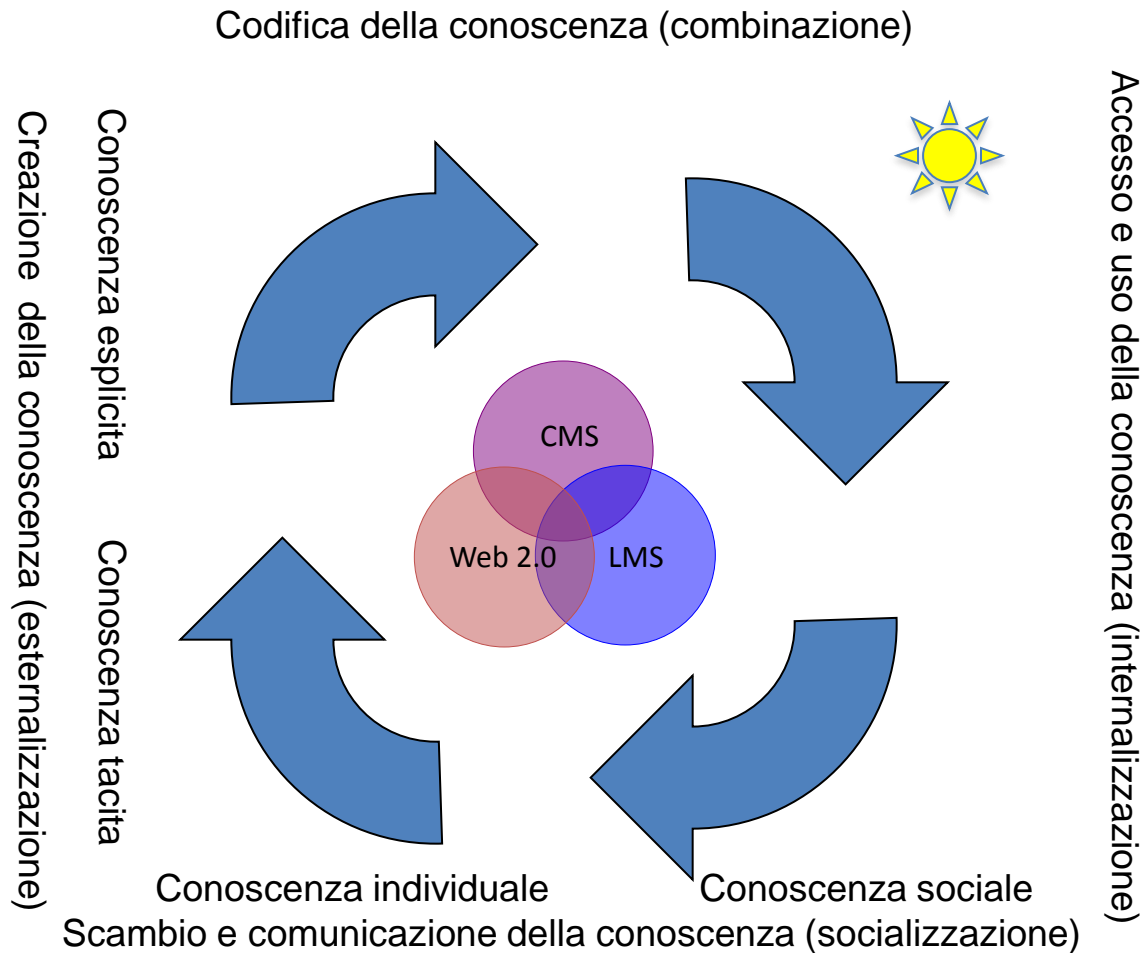 Codifica della conoscenza (combinazione)
Creazione della conoscenza (esternalizzazione)
Conoscenza esplicita
Conoscenza tacita
Accesso e uso della conoscenza (internalizzazione)
CMS
Web 2.0
LMS
Conoscenza individuale
Conoscenza sociale
Scambio e comunicazione della conoscenza (socializzazione)